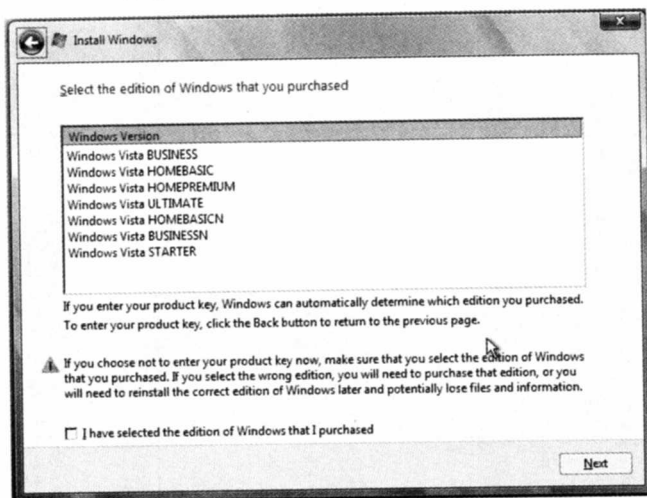 Install Windows
Select the edition of Windows that you purchased
Windows Version
Windows Vista BUSINESS
Windows Vista HOMEBASIC
Windows Vista HOMEPREMIUM
Windows Vista ULTIMATE
Windows Vista HOMEBASICN
Windows Vista BUSINESSN
Windows Vista STARTER
If you enter your product key, Windows can automatically determine which edition you purchased.
To enter your product key, click the Back button to return to the previous page.
If you choose not to enter your product key now, make sure that you select the edition of Windows
that you purchased. If you select the wrong edition, you will need to purchase that edition, or you
will need to reinstall the correct edition of Windows later and potentially lose files and information.
I have selected the edition of Windows that I purchased
Next